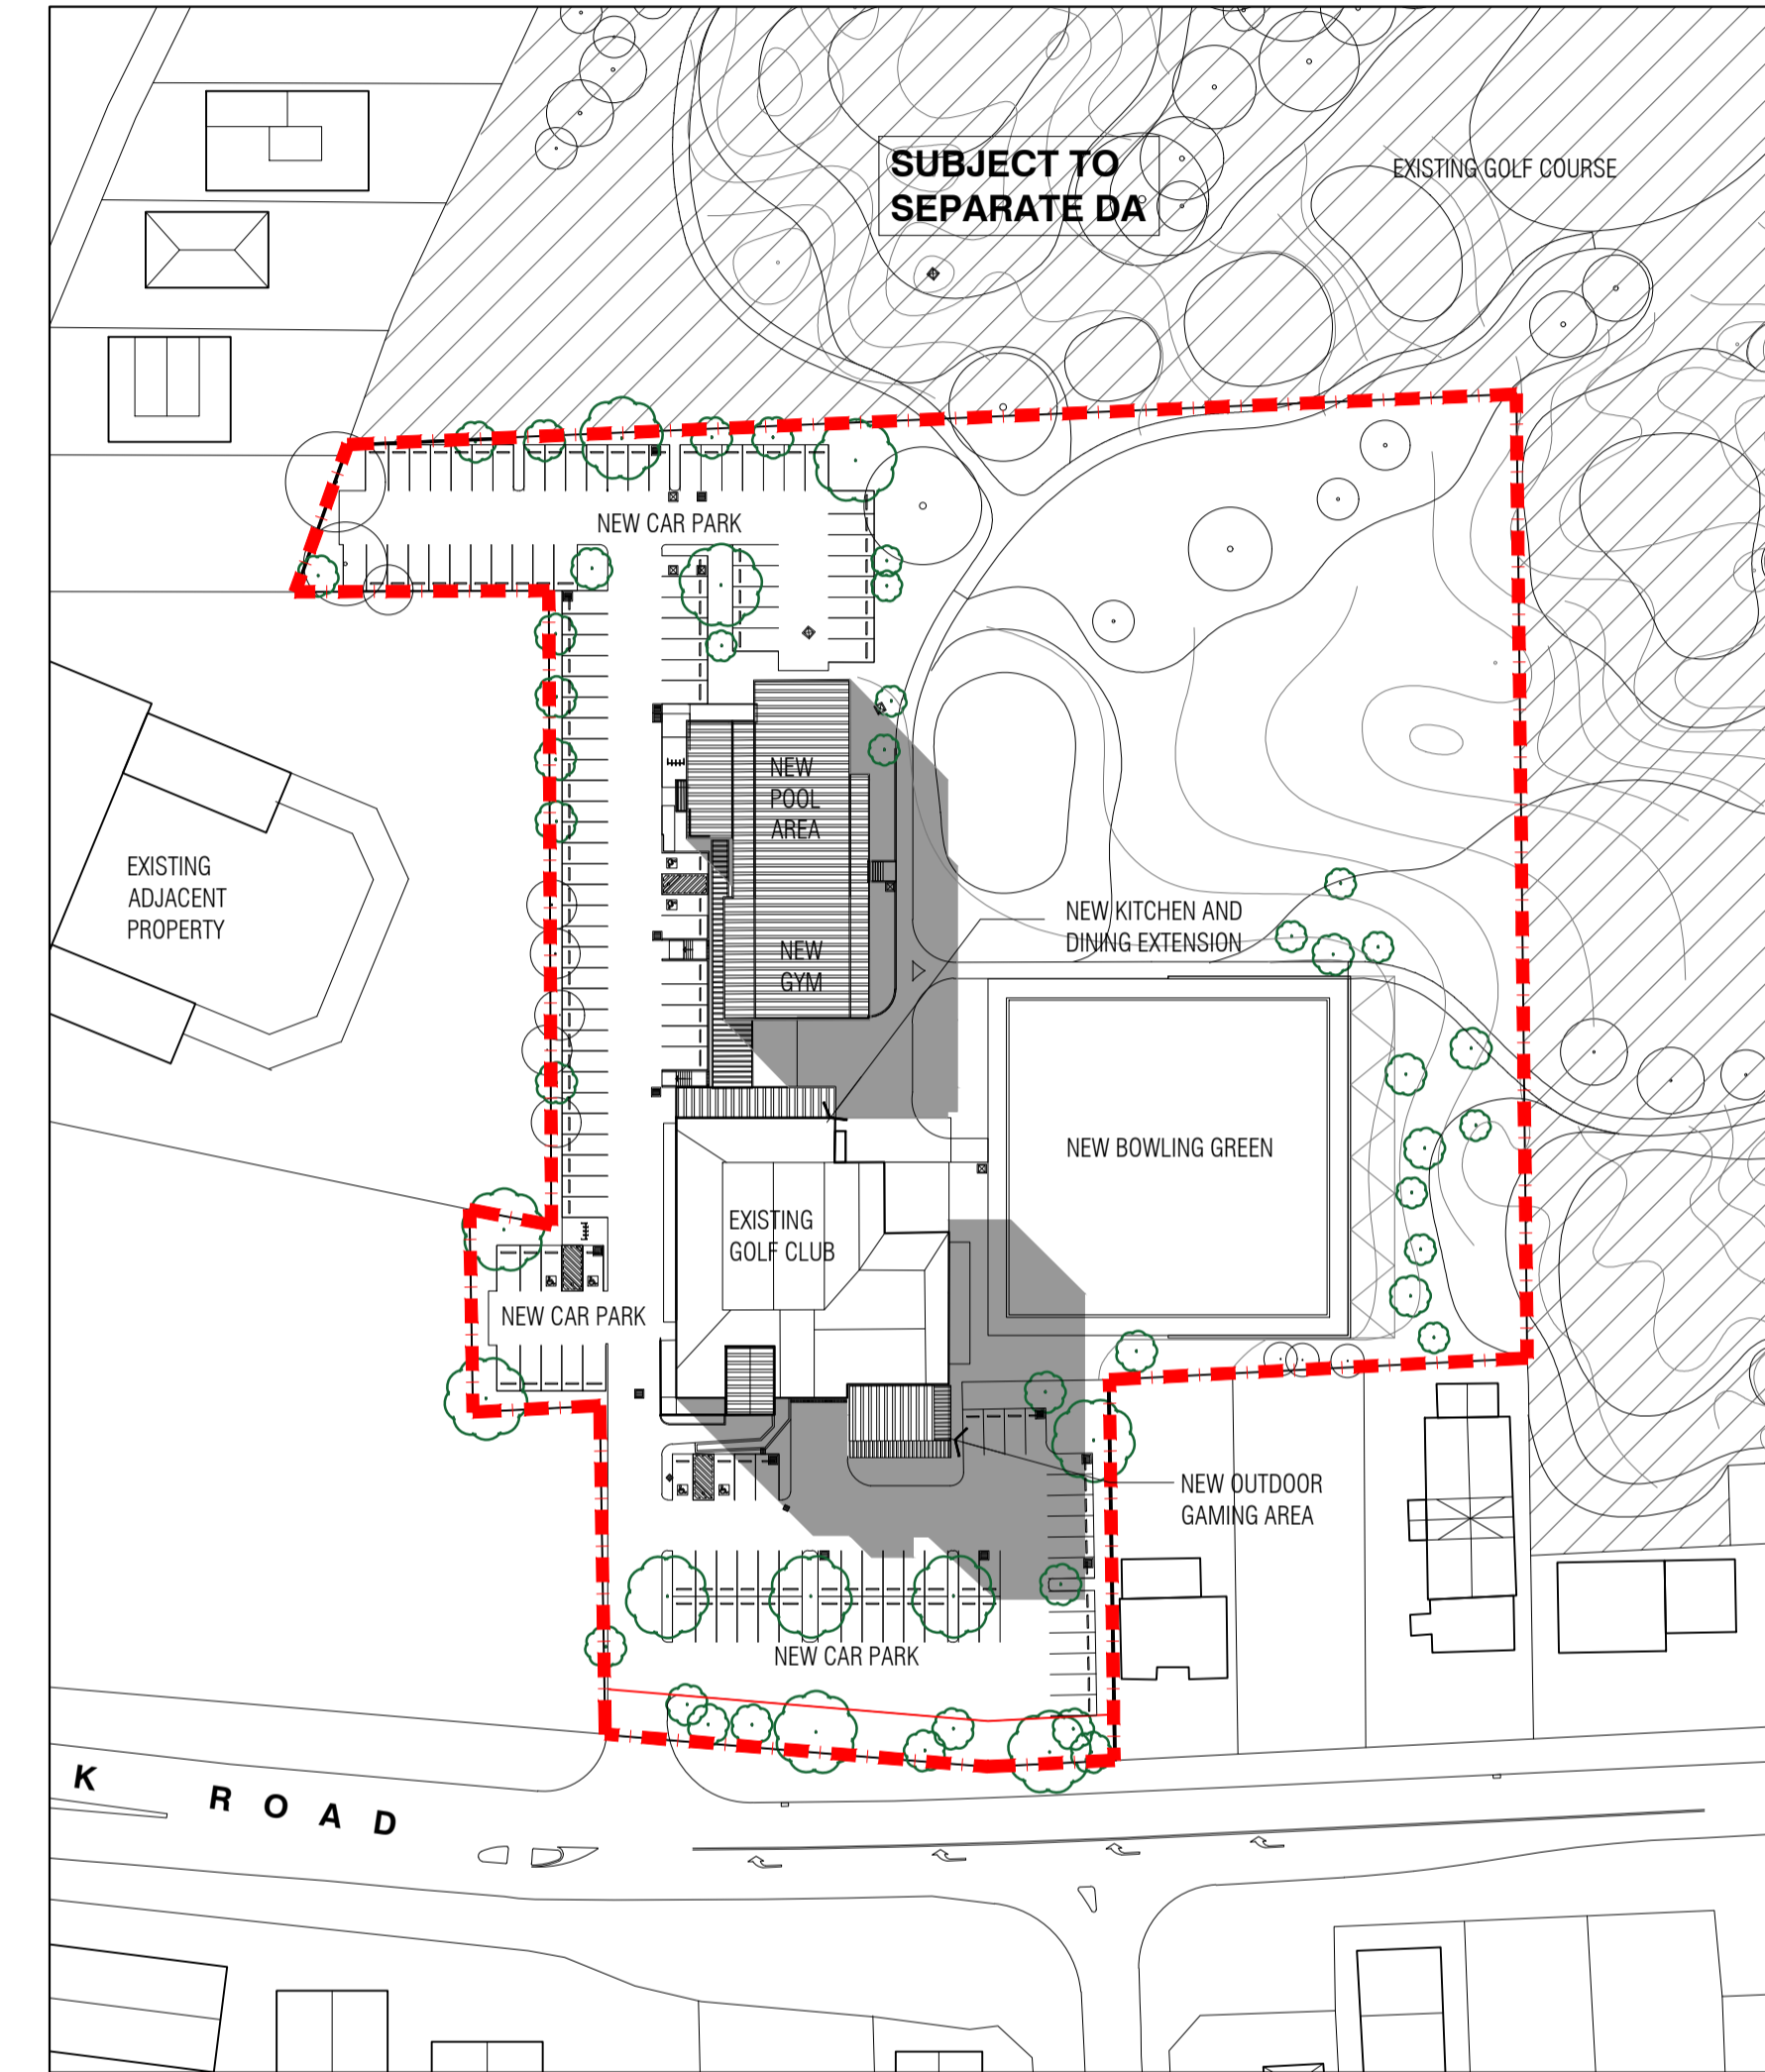 SUBJECT TO
SEPARATE DA
EXISTING GOLF COURSE
NEW CAR PARK
NEW
POOL
AREA
EXISTING
ADJACENT
PROPERTY
NEW KITCHEN AND
DINING EXTENSION
NEW
GYM
NEW BOWLING GREEN
EXISTING
GOLF CLUB
NEW CAR PARK
NEW OUTDOOR
GAMING AREA
NEW CAR PARK
K ROAD